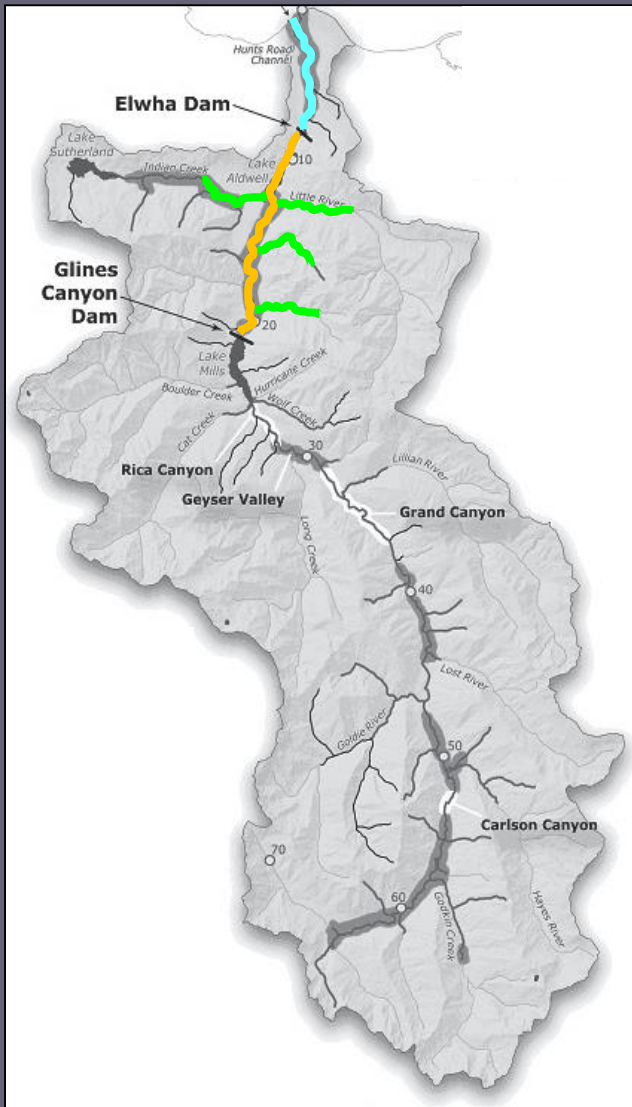 Hunts Road
Channel
Elwha Dam
10
Lake
Sutherland
Indian Creek
Lake
Aldwell
Little River
Glines
Canyon
Dam
20
Lake
Mills
Hurricane Creek
Boulder Creek
Wolf Creek
Cat Creek
Rica Canyon
30
Lillian River
Geyser Valley
Grand Canyon
Long Creek
40
Lost River
Goldie River
50
Carlson Canyon
70
60
Godkin Creek
Hayes River